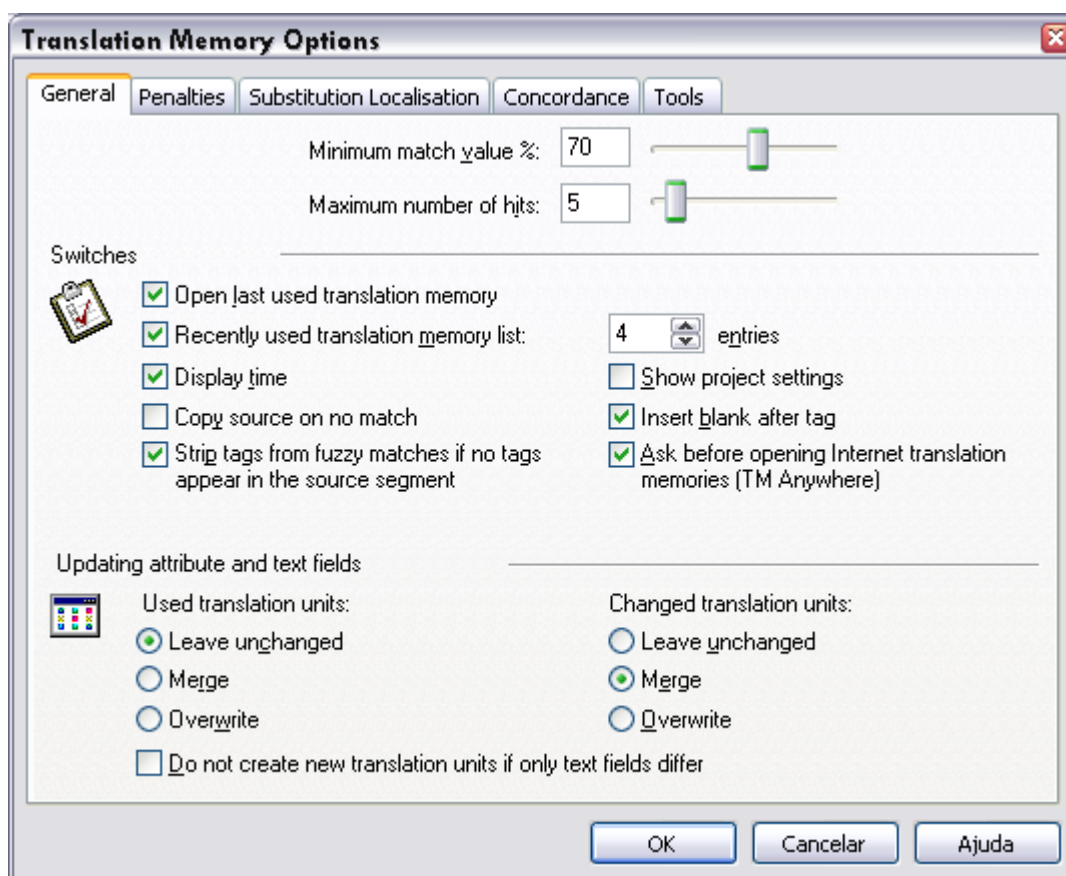 Translation Memory Options
General Penalties Substitution Localisation Concordance Tools
Minimum match value %: 70
Maximum number of hits: 5
Switches
Open last used translation memory
Recently used translation memory list: 4 entries
Display time Show project settings
Copy source on no match Insert blank after tag
Strip tags from fuzzy matches if no tags Ask before opening Internet translation
appear in the source segment memories (TM Anywhere)
Updating attribute and text fields
Used translation units: Changed translation units:
Leave unchanged Leave unchanged
Merge Merge
Overwrite Overwrite
Do not create new translation units if only text fields differ
OK Cancelar Ajuda